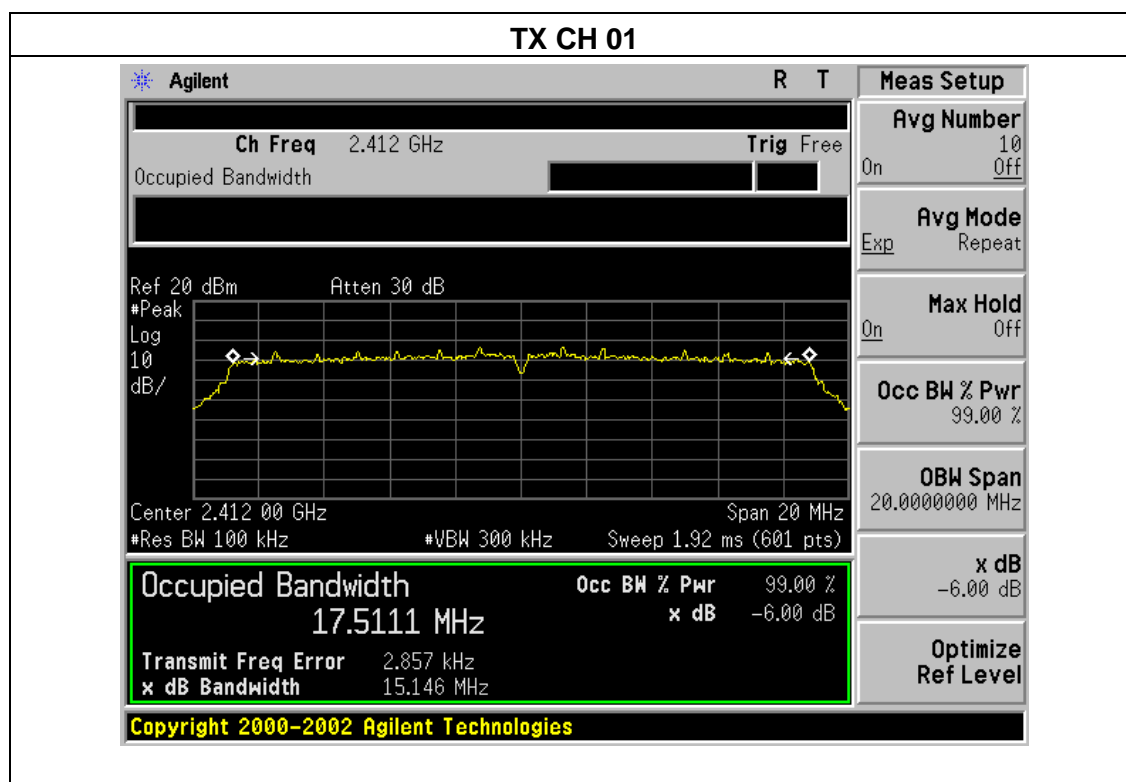 TX CH 01
Agilent R T
Ch Freq 2.412 GHz Trig Free
Occupied Bandwidth
Ref 20 dBm Atten 30 dB
#Peak
Log
10
dB/
Center 2.412 00 GHz Span 20 MHz
#Res BW 100 kHz #VBW 300 kHz Sweep 1.92 ms (601 pts)
Occupied Bandwidth Occ BW % Pwr 99.00 %
17.5111 MHz x dB -6.00 dB
Transmit Freq Error 2.857 kHz
x dB Bandwidth 15.146 MHz
Copyright 2000-2002 Agilent Technologies
Meas Setup
Avg Number
10
On Off
Avg Mode
Exp Repeat
Max Hold
On Off
Occ BW % Pwr
99.00 %
OBW Span
20.0000000 MHz
x dB
-6.00 dB
Optimize
Ref Level